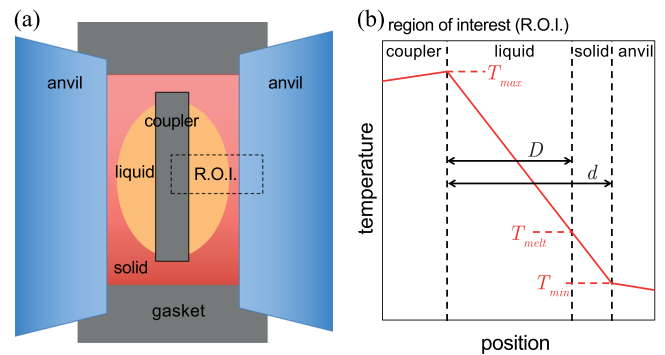 (a)
anvil
anvil
coupler
liquid
R.O.I.
solid
gasket
(b)
region of interest (R.O.I.)
coupler liquid solid anvil
T_max
D
d
T_melt
T_min
temperature
position